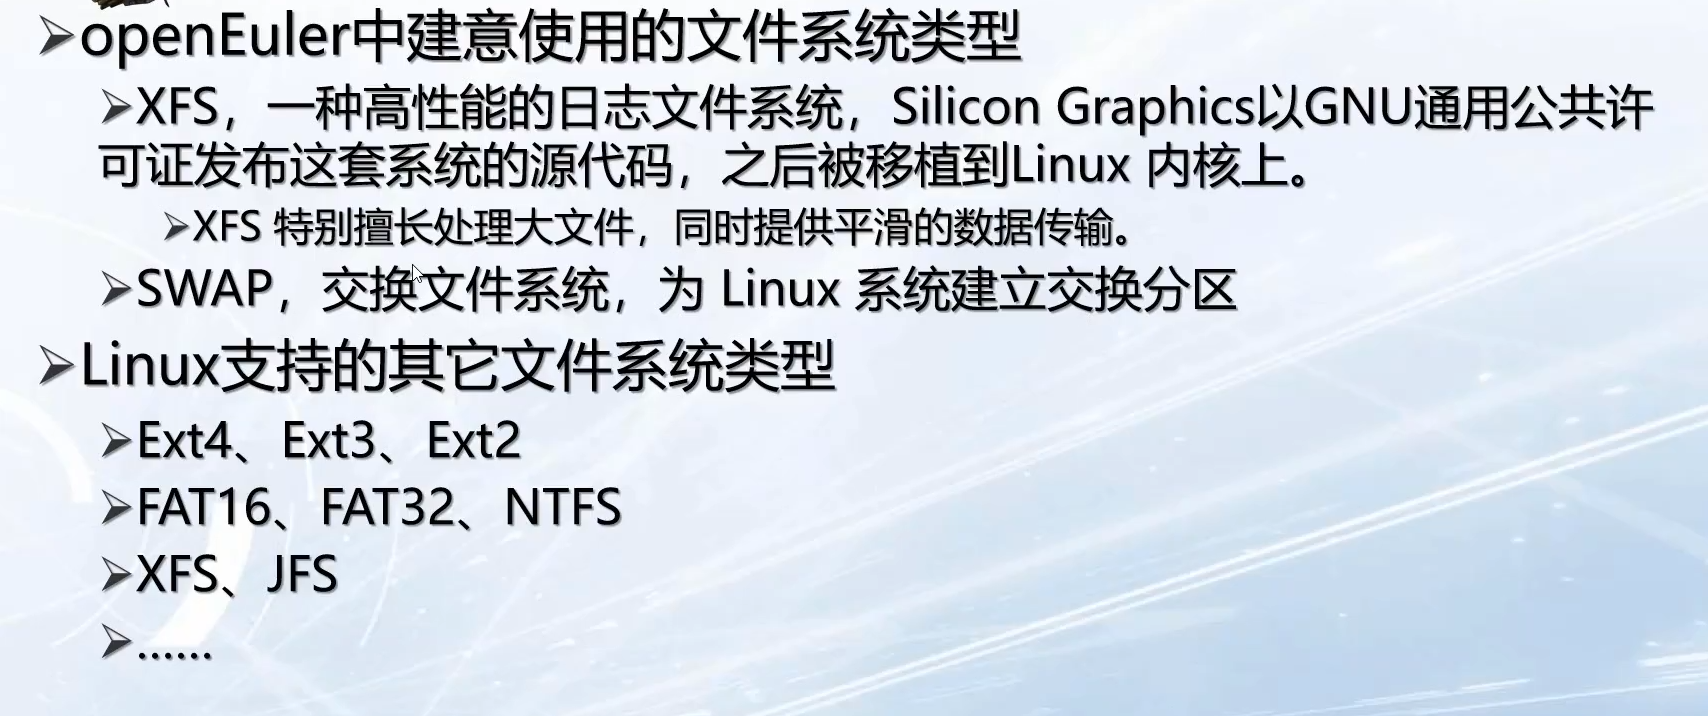 openEuler中建意使用的文件系统类型
XFS，一种高性能的日志文件系统，Silicon Graphics以GNU通用公共许
可证发布这套系统的源代码，之后被移植到Linux 内核上。
XFS 特别擅长处理大文件，同时提供平滑的数据传输。
SWAP，交换文件系统，为 Linux 系统建立交换分区
Linux支持的其它文件系统类型
Ext4、Ext3、Ext2
FAT16、FAT32、NTFS
XFS、JFS
......